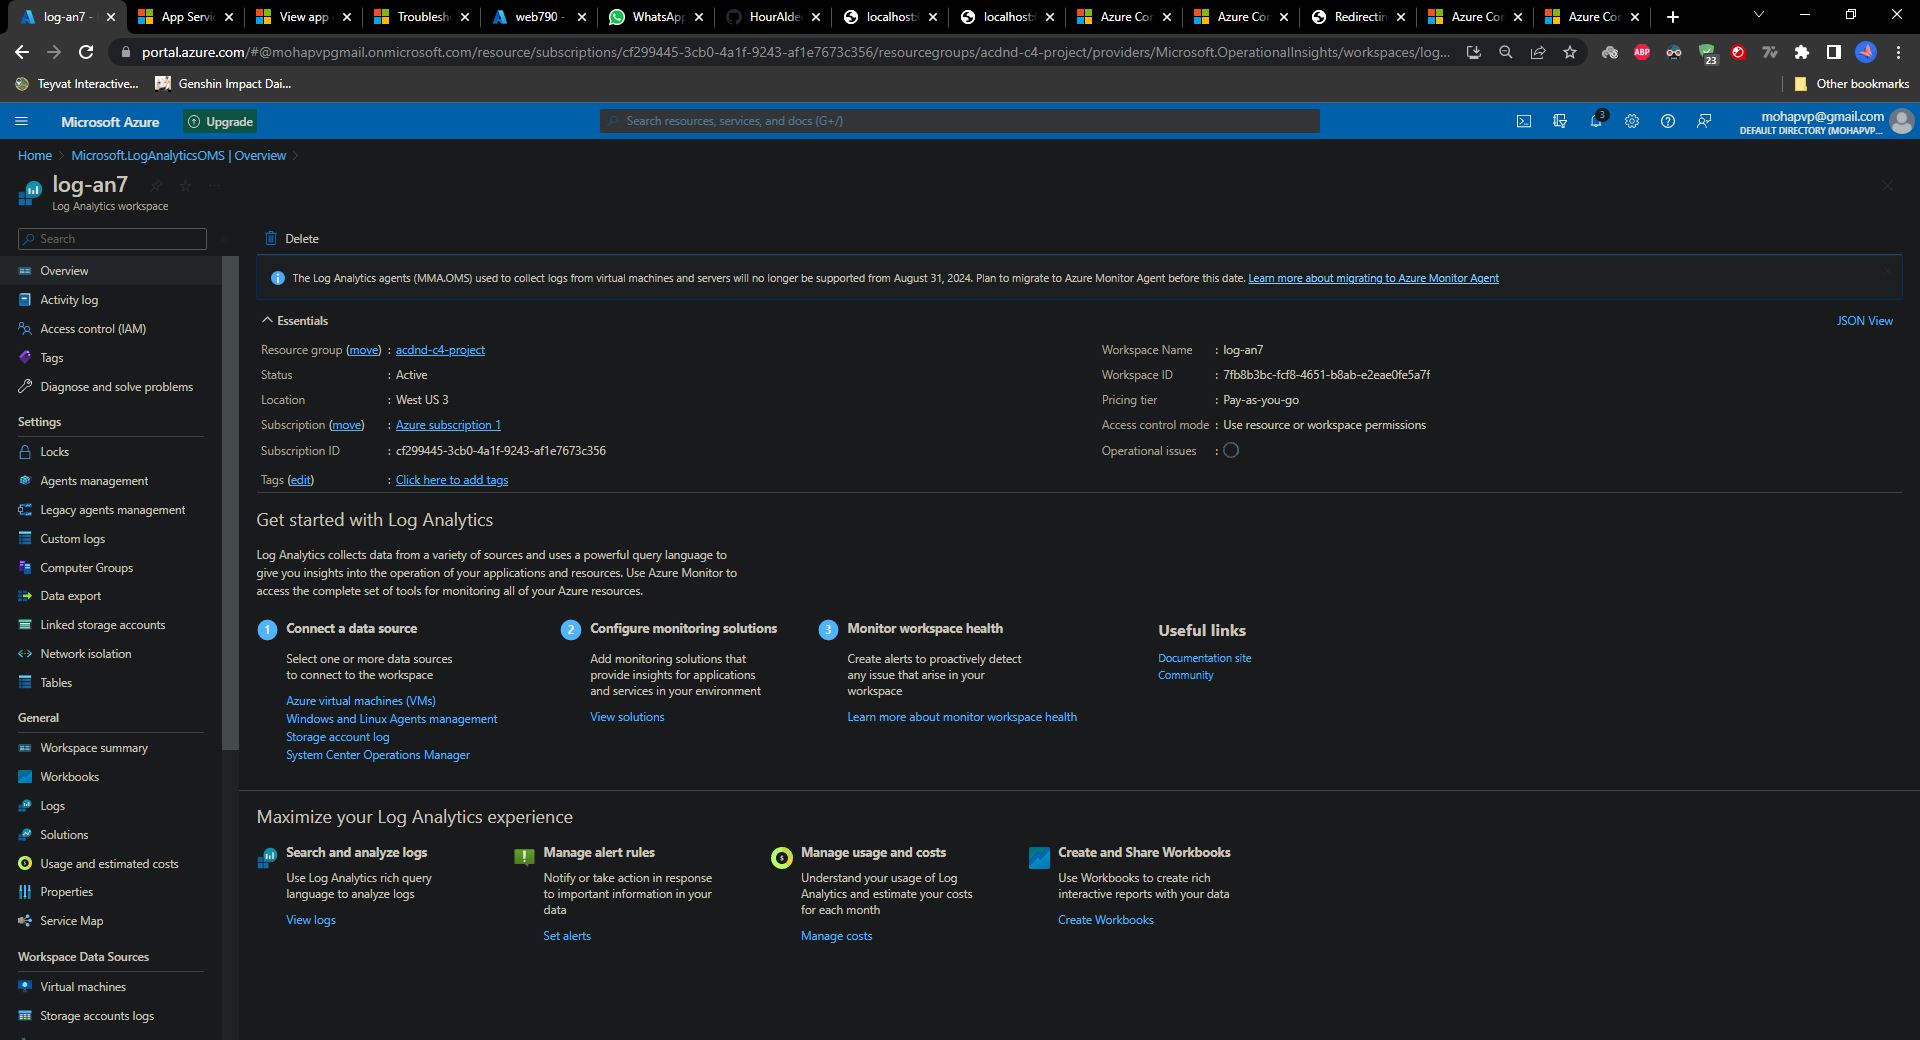 log-an7 -
App Servi
View app
Troublesh
web790 -
WhatsApp
HourAlde
localhost:
localhost:
Azure Co
Azure Co
Redirectin
Azure Co
Azure Co
portal.azure.com/#@mohapvpgmail.onmicrosoft.com/resource/subscriptions/cf299445-3cb0-4a1f-9243-af1e7673c356/resourcegroups/acdnd-c4-project/providers/Microsoft.OperationalInsights/workspaces/log...
ABP
23
Teyvat Interactive...
Genshin Impact Dai...
Other bookmarks
Microsoft Azure
Upgrade
Search resources, services, and docs (G+/)
3
mohapvp@gmail.com
DEFAULT DIRECTORY (MOHAPVP...
Home > Microsoft.LogAnalyticsOMS | Overview >
log-an7
Log Analytics workspace
Search
Overview
Activity log
Access control (IAM)
Tags
Diagnose and solve problems
Settings
Locks
Agents management
Legacy agents management
Custom logs
Computer Groups
Data export
Linked storage accounts
Network isolation
Tables
General
Workspace summary
Workbooks
Logs
Solutions
Usage and estimated costs
Properties
Service Map
Workspace Data Sources
Virtual machines
Storage accounts logs
Delete
The Log Analytics agents (MMA.OMS) used to collect logs from virtual machines and servers will no longer be supported from August 31, 2024. Plan to migrate to Azure Monitor Agent before this date. Learn more about migrating to Azure Monitor Agent
Essentials
JSON View
Resource group (move) : acdnd-c4-project
Status : Active
Location : West US 3
Subscription (move) : Azure subscription 1
Subscription ID : cf299445-3cb0-4a1f-9243-af1e7673c356
Tags (edit) : Click here to add tags
Workspace Name : log-an7
Workspace ID : 7fb8b3bc-fcf8-4651-b8ab-e2eae0fe5a7f
Pricing tier : Pay-as-you-go
Access control mode : Use resource or workspace permissions
Operational issues :
Get started with Log Analytics
Log Analytics collects data from a variety of sources and uses a powerful query language to
give you insights into the operation of your applications and resources. Use Azure Monitor to
access the complete set of tools for monitoring all of your Azure resources.
1 Connect a data source
Select one or more data sources
to connect to the workspace
Azure virtual machines (VMs)
Windows and Linux Agents management
Storage account log
System Center Operations Manager
2 Configure monitoring solutions
Add monitoring solutions that
provide insights for applications
and services in your environment
View solutions
3 Monitor workspace health
Create alerts to proactively detect
any issue that arise in your
workspace
Learn more about monitor workspace health
Useful links
Documentation site
Community
Maximize your Log Analytics experience
Search and analyze logs
Use Log Analytics rich query
language to analyze logs
View logs
Manage alert rules
Notify or take action in response
to important information in your
data
Set alerts
Manage usage and costs
Understand your usage of Log
Analytics and estimate your costs
for each month
Manage costs
Create and Share Workbooks
Use Workbooks to create rich
interactive reports with your data
Create Workbooks